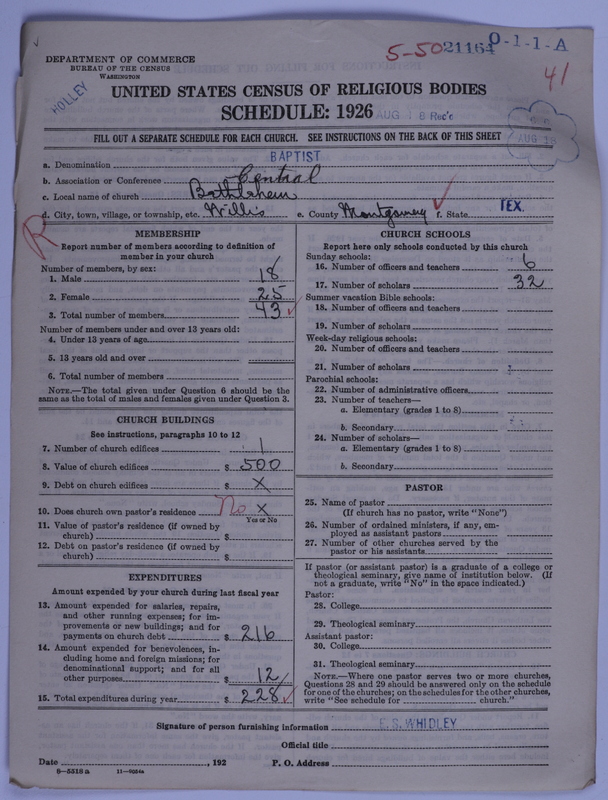 5-50 21164 0-1-1-A
41
DEPARTMENT OF COMMERCE
BUREAU OF THE CENSUS
WASHINGTON
HOLLEY
UNITED STATES CENSUS OF RELIGIOUS BODIES
SCHEDULE: 1926
AUG 18 Rec'd
AUG 18
FILL OUT A SEPARATE SCHEDULE FOR EACH CHURCH. SEE INSTRUCTIONS ON THE BACK OF THIS SHEET
a. Denomination BAPTIST
b. Association or Conference Central
c. Local name of church Bethlehem
d. City, town, village, or township, etc. Willis e. County Montgomery f. State TEX.
R
MEMBERSHIP
Report number of members according to definition of
member in your church
Number of members, by sex:
1. Male 18
2. Female 25
3. Total number of members 43
Number of members under and over 13 years old:
4. Under 13 years of age
5. 13 years old and over
6. Total number of members
NOTE.—The total given under Question 6 should be
same as the total of males and females given under Question 3.
CHURCH BUILDINGS
See instructions, paragraphs 10 to 12
7. Number of church edifices 1
8. Value of church edifices $ 500
9. Debt on church edifices $ X
10. Does church own pastor's residence? No X
Yes or No
11. Value of pastor's residence (if owned by
church) $
12. Debt on pastor's residence (if owned by
church) $
EXPENDITURES
Amount expended by your church during last fiscal year
13. Amount expended for salaries, repairs,
and other running expenses; for im-
provements or new buildings; and for
payments on church debt $ 216
14. Amount expended for benevolences, in-
cluding home and foreign missions; for
denominational support; and for all
other purposes $ 12
15. Total expenditures during year $ 228
CHURCH SCHOOLS
Report here only schools conducted by this church
Sunday schools:
16. Number of officers and teachers 6
17. Number of scholars 32
Summer vacation Bible schools:
18. Number of officers and teachers
19. Number of scholars
Week-day religious schools:
20. Number of officers and teachers
21. Number of scholars
Parochial schools:
22. Number of administrative officers
23. Number of teachers—
a. Elementary (grades 1 to 8)
b. Secondary
24. Number of scholars—
a. Elementary (grades 1 to 8)
b. Secondary
PASTOR
25. Name of pastor
(If church has no pastor, write "None")
26. Number of ordained ministers, if any, em-
ployed as assistant pastors
27. Number of other churches served by the
pastor or his assistants
If pastor (or assistant pastor) is a graduate of a college or
theological seminary, give name of institution below. (If
not a graduate, write "No" in the space indicated.)
Pastor:
28. College
29. Theological seminary
Assistant pastor:
30. College
31. Theological seminary
NOTE.—Where one pastor serves two or more churches,
Questions 28 and 29 should be answered only on the schedule
for one of the churches; on the schedules for the other churches,
write "See schedule for church."
Signature of person furnishing information E. S. WHIDLEY
Official title
Date , 192 P. O. Address
8-5318 a 11-9054a